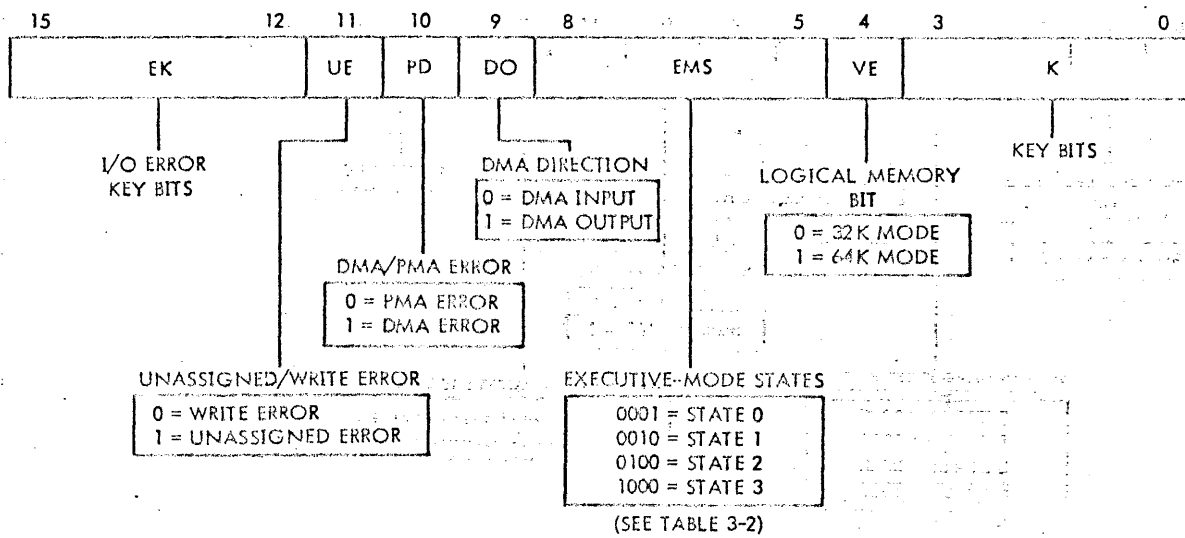 15 12 11 10 9 8 5 4 3 0
EK UE PD DO EMS VE K
I/O ERROR
KEY BITS
DMA DIRECTION
0 = DMA INPUT
1 = DMA OUTPUT
LOGICAL MEMORY
BIT
0 = 32K MODE
1 = 64K MODE
KEY BITS
DMA/PMA ERROR
0 = PMA ERROR
1 = DMA ERROR
UNASSIGNED/WRITE ERROR
0 = WRITE ERROR
1 = UNASSIGNED ERROR
EXECUTIVE-MODE STATES
0001 = STATE 0
0010 = STATE 1
0100 = STATE 2
1000 = STATE 3
(SEE TABLE 3-2)